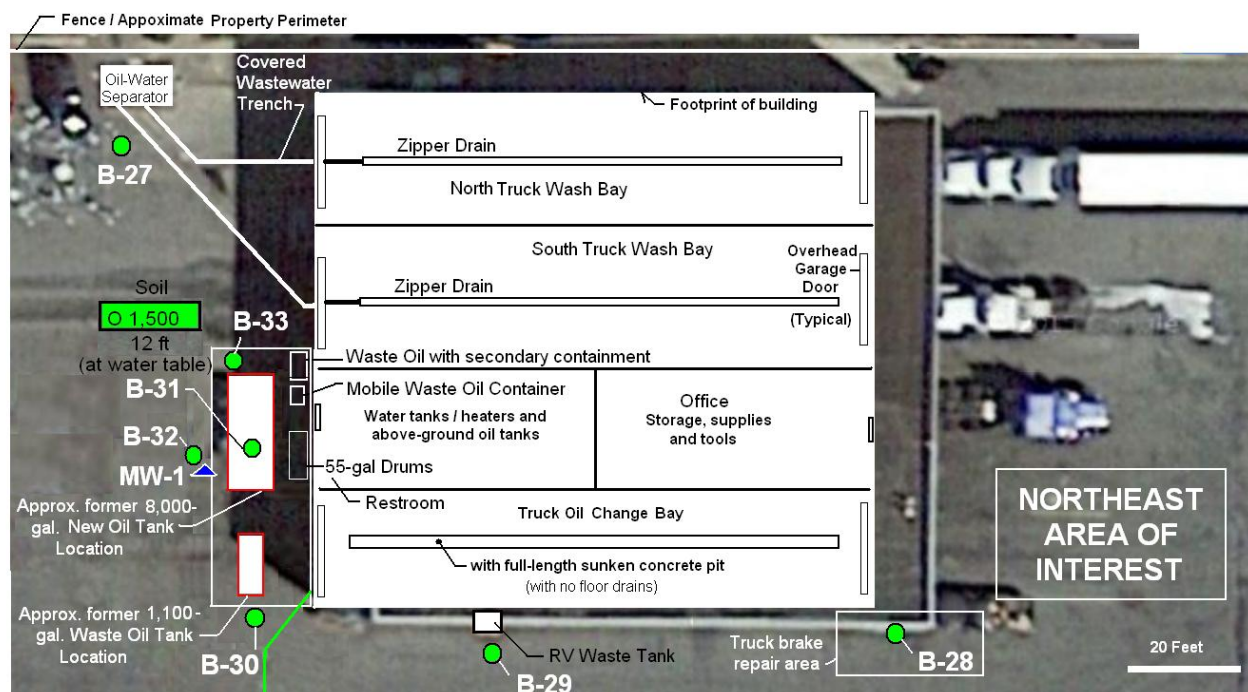 Fence / Appoximate Property Perimeter
Oil-Water
Separator
Covered
Wastewater
Trench
Footprint of building
B-27
Zipper Drain
North Truck Wash Bay
South Truck Wash Bay
Overhead
Garage
Door
(Typical)
Zipper Drain
Soil
O 1,500
12 ft
(at water table)
B-33
Waste Oil with secondary containment
B-31
Mobile Waste Oil Container
Water tanks / heaters and
above-ground oil tanks
Office
Storage, supplies
and tools
B-32
MW-1
55-gal Drums
Restroom
Approx. former 8,000-
gal. New Oil Tank
Location
Truck Oil Change Bay
with full-length sunken concrete pit
(with no floor drains)
NORTHEAST
AREA OF
INTEREST
Approx. former 1,100-
gal. Waste Oil Tank
Location
B-30
RV Waste Tank
B-29
Truck brake
repair area
B-28
20 Feet